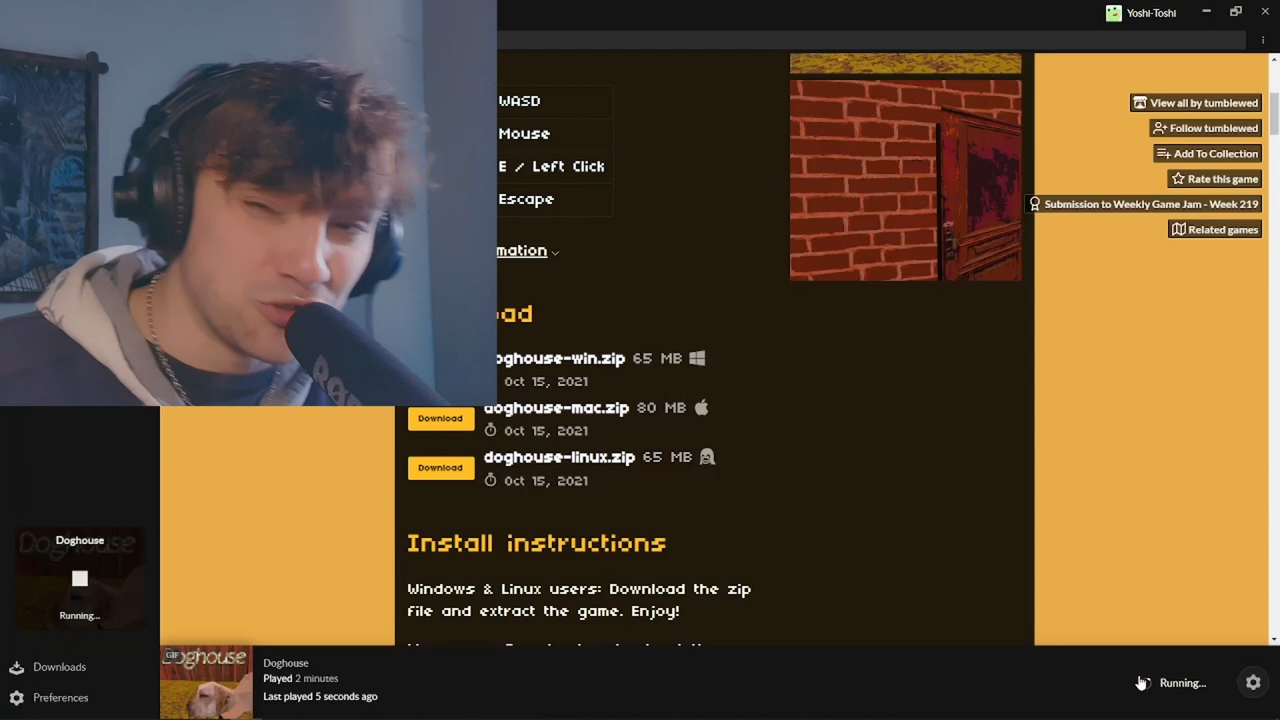 Yoshi-Toshi
WASD
Mouse
E / Left Click
Escape
mation
oad
View all by tumblewed
Follow tumblewed
Add To Collection
Rate this game
Submission to Weekly Game Jam - Week 219
Related games
oghouse-win.zip 65 MB
Oct 15, 2021
Download
doghouse-mac.zip 80 MB
Oct 15, 2021
Download
doghouse-linux.zip 65 MB
Oct 15, 2021
Install instructions
Windows & Linux users: Download the zip
file and extract the game. Enjoy!
Doghouse
Doghouse
Running...
Downloads
Preferences
GIF
Doghouse
Doghouse
Played 2 minutes
Last played 5 seconds ago
Running...